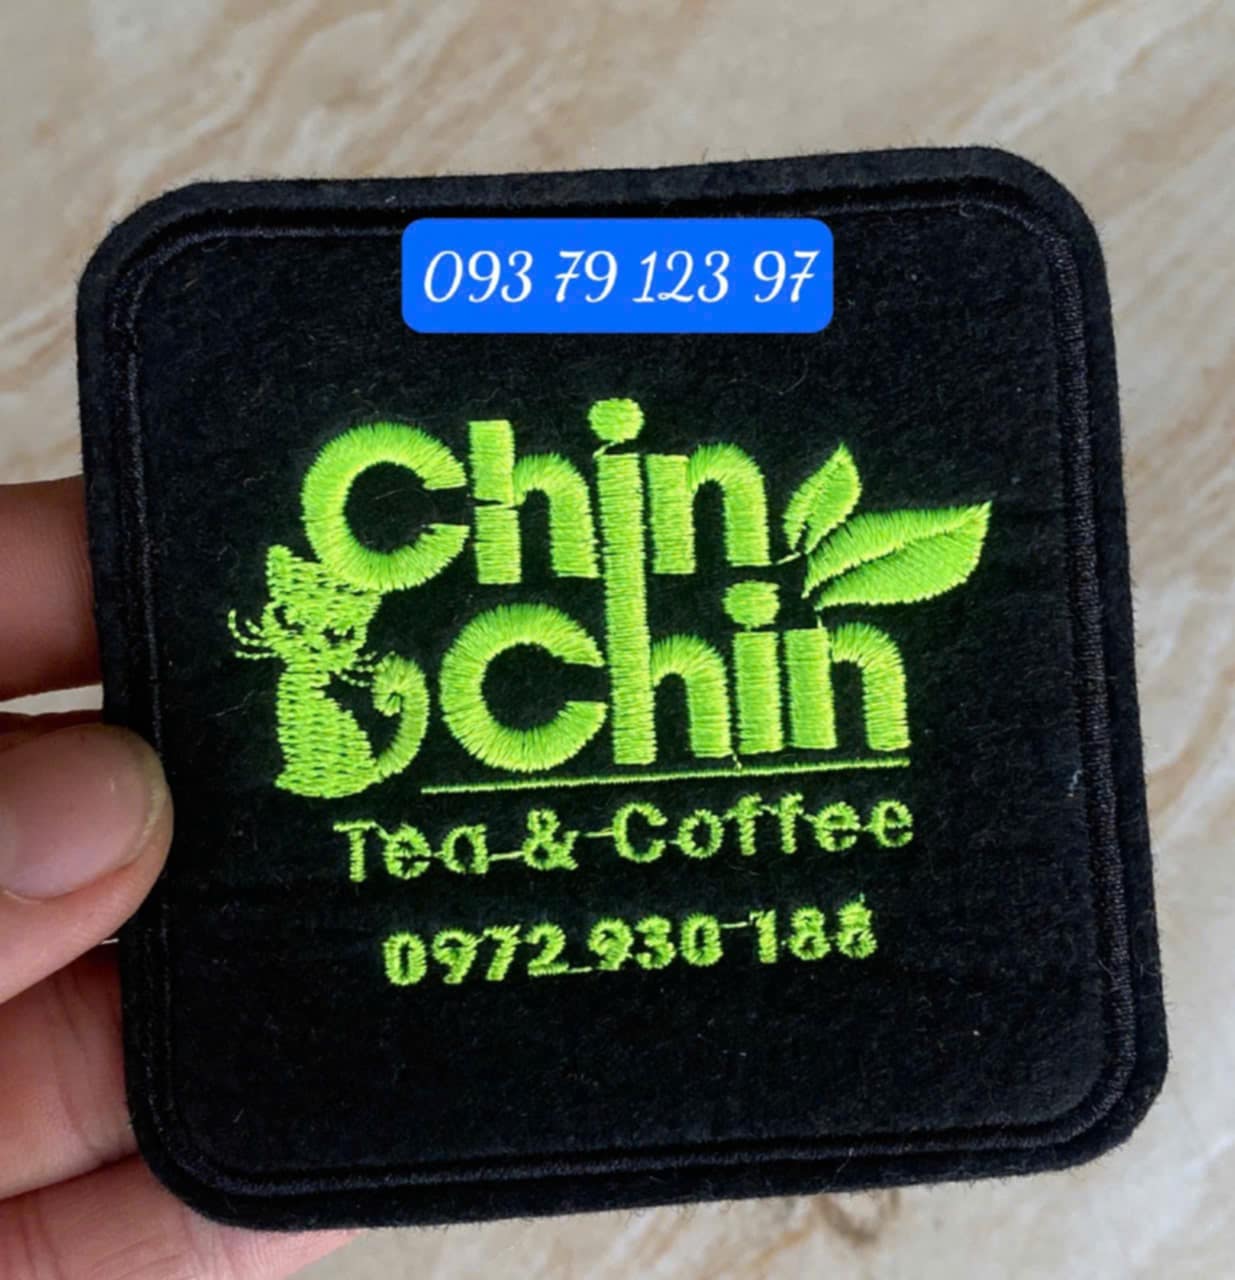 093 79 123 97
Chin
Chin
Tea & Coffee
0972 930 188